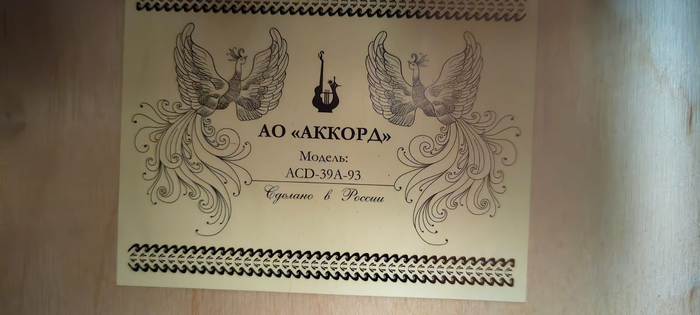 АО «АККОРД»
Модель:
ACD-39A-93
Сделано в России